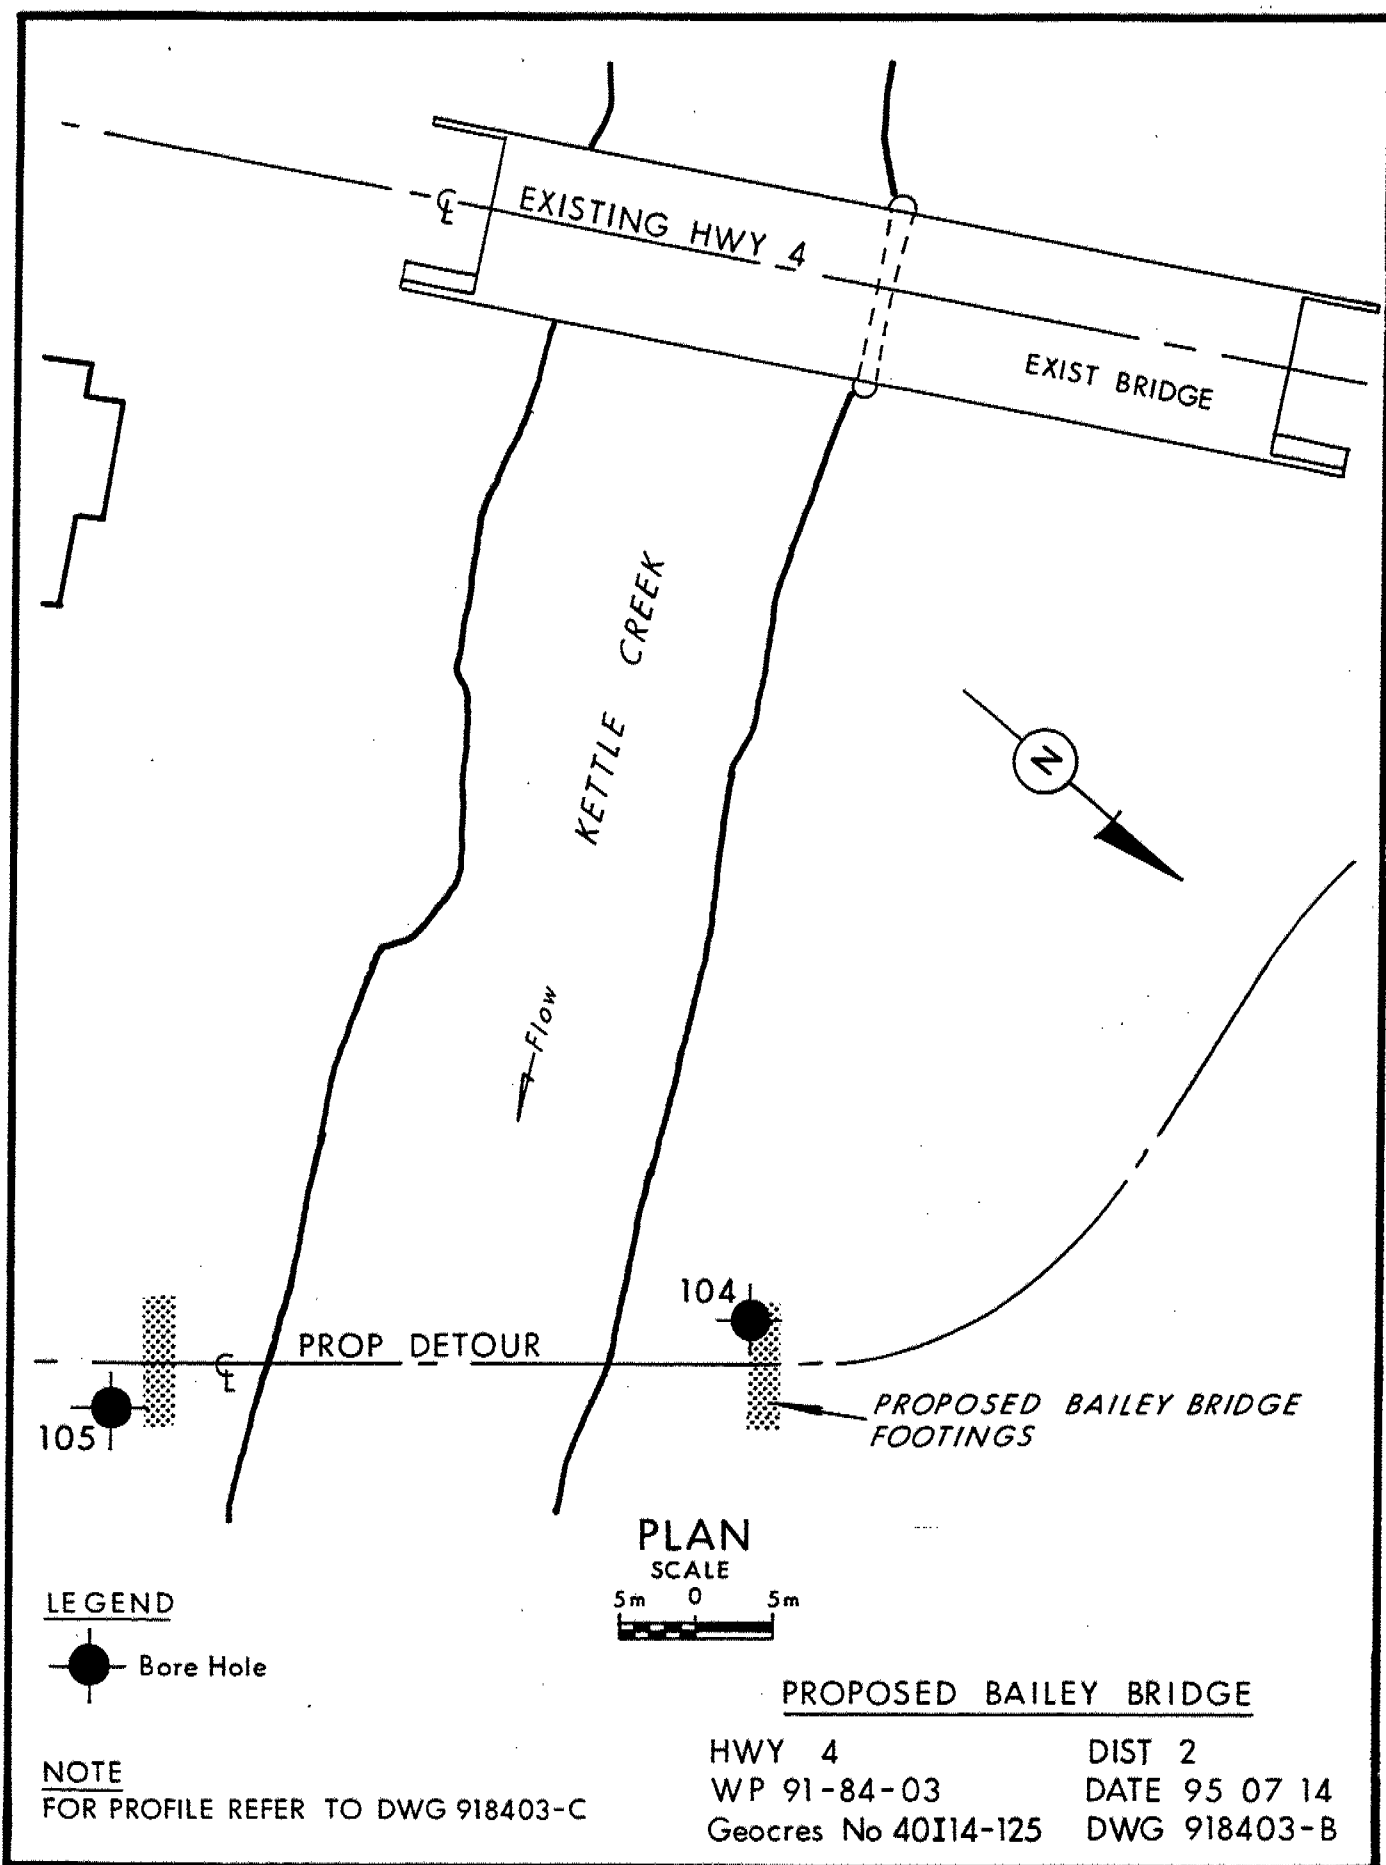 ℄
EXISTING HWY 4
EXIST BRIDGE
KETTLE CREEK
N
Flow
104
PROP DETOUR
℄
105
PROPOSED BAILEY BRIDGE
FOOTINGS
PLAN
SCALE
5m 0 5m
LEGEND
Bore Hole
PROPOSED BAILEY BRIDGE
HWY 4 DIST 2
WP 91-84-03 DATE 95 07 14
Geocres No 40I14-125 DWG 918403-B
NOTE
FOR PROFILE REFER TO DWG 918403-C